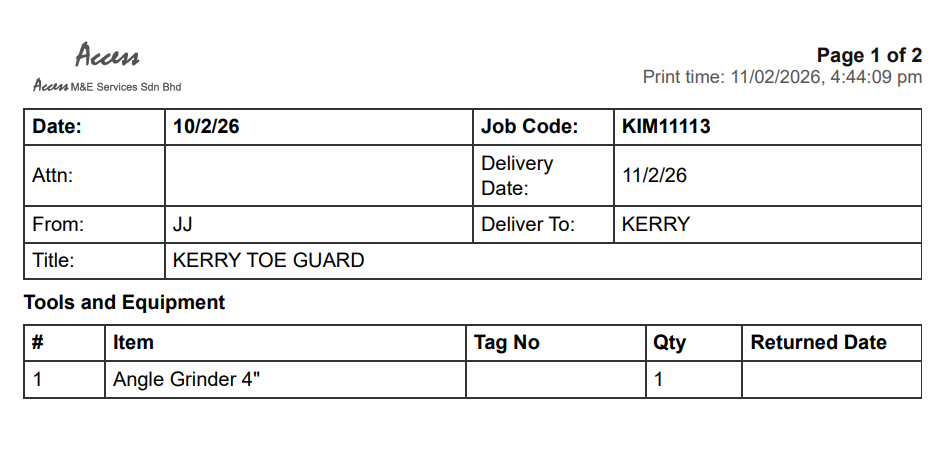 Access
Access M&E Services Sdn Bhd
Page 1 of 2
Print time: 11/02/2026, 4:44:09 pm
Date: 10/2/26 Job Code: KIM11113
Attn: Delivery Date: 11/2/26
From: JJ Deliver To: KERRY
Title: KERRY TOE GUARD
Tools and Equipment
# Item Tag No Qty Returned Date
1 Angle Grinder 4" 1